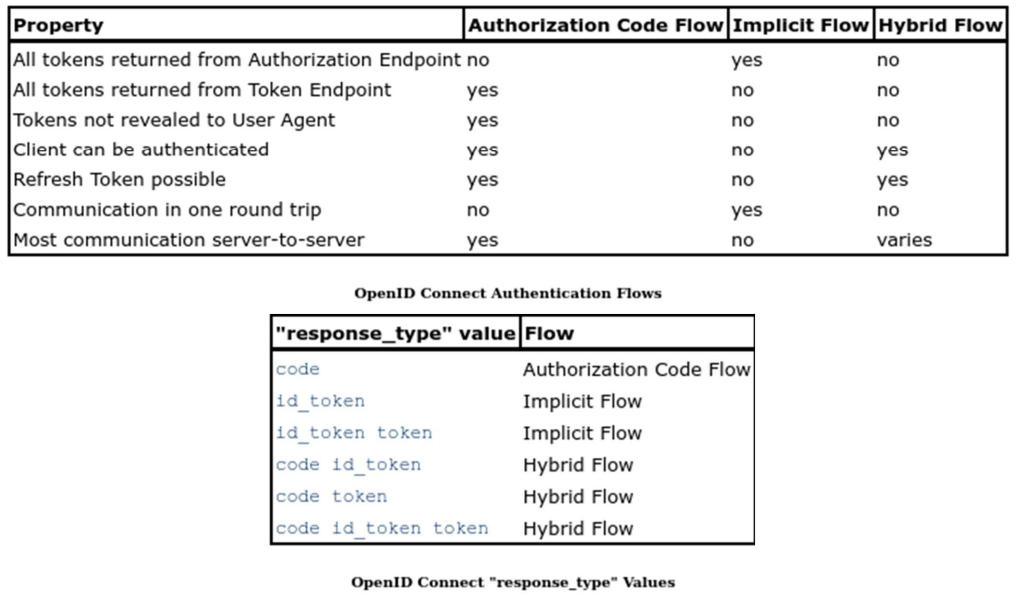 Property Authorization Code Flow Implicit Flow Hybrid Flow
All tokens returned from Authorization Endpoint no yes no
All tokens returned from Token Endpoint yes no no
Tokens not revealed to User Agent yes no no
Client can be authenticated yes no yes
Refresh Token possible yes no yes
Communication in one round trip no yes no
Most communication server-to-server yes no varies
OpenID Connect Authentication Flows
"response_type" value Flow
code Authorization Code Flow
id_token Implicit Flow
id_token token Implicit Flow
code id_token Hybrid Flow
code token Hybrid Flow
code id_token token Hybrid Flow
OpenID Connect "response_type" Values